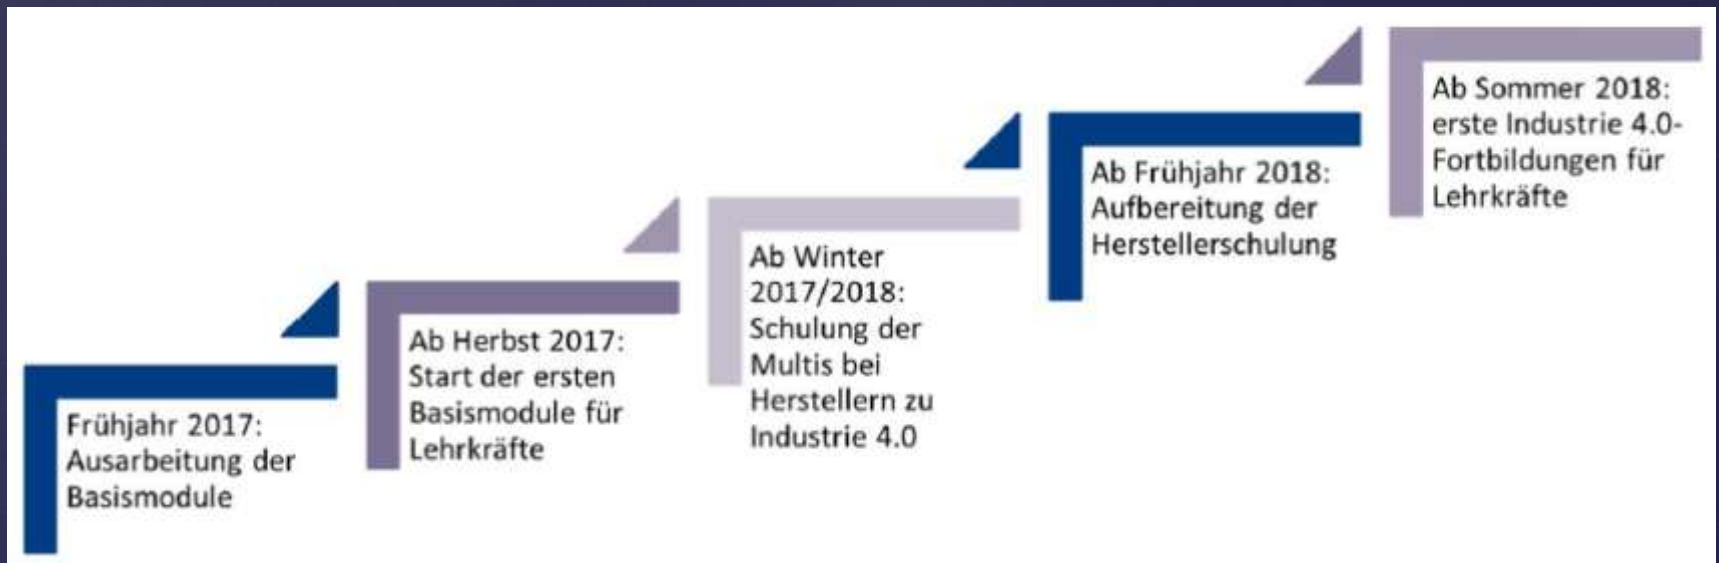 Frühjahr 2017:
Ausarbeitung der
Basismodule
Ab Herbst 2017:
Start der ersten
Basismodule für
Lehrkräfte
Ab Winter
2017/2018:
Schulung der
Multis bei
Herstellern zu
Industrie 4.0
Ab Frühjahr 2018:
Aufbereitung der
Herstellerschulung
Ab Sommer 2018:
erste Industrie 4.0-
Fortbildungen für
Lehrkräfte